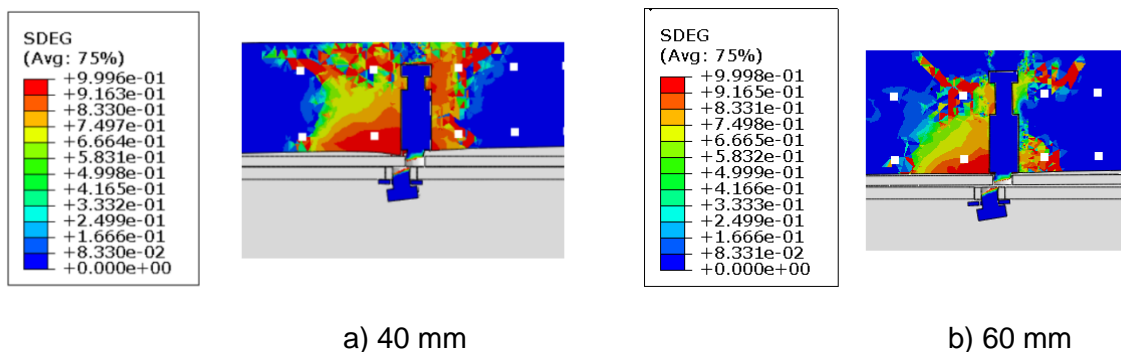 SDEG
(Avg: 75%)
+9.996e-01
+9.163e-01
+8.330e-01
+7.497e-01
+6.664e-01
+5.831e-01
+4.998e-01
+4.165e-01
+3.332e-01
+2.499e-01
+1.666e-01
+8.330e-02
+0.000e+00
a) 40 mm
SDEG
(Avg: 75%)
+9.998e-01
+9.165e-01
+8.331e-01
+7.498e-01
+6.665e-01
+5.832e-01
+4.999e-01
+4.166e-01
+3.333e-01
+2.499e-01
+1.666e-01
+8.331e-02
+0.000e+00
b) 60 mm